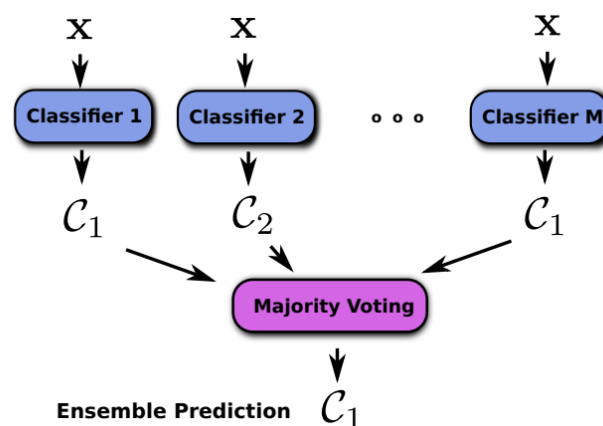 x x x
Classifier 1 Classifier 2 o o o Classifier M
𝒞₁ 𝒞₂ 𝒞₁
Majority Voting
Ensemble Prediction 𝒞₁